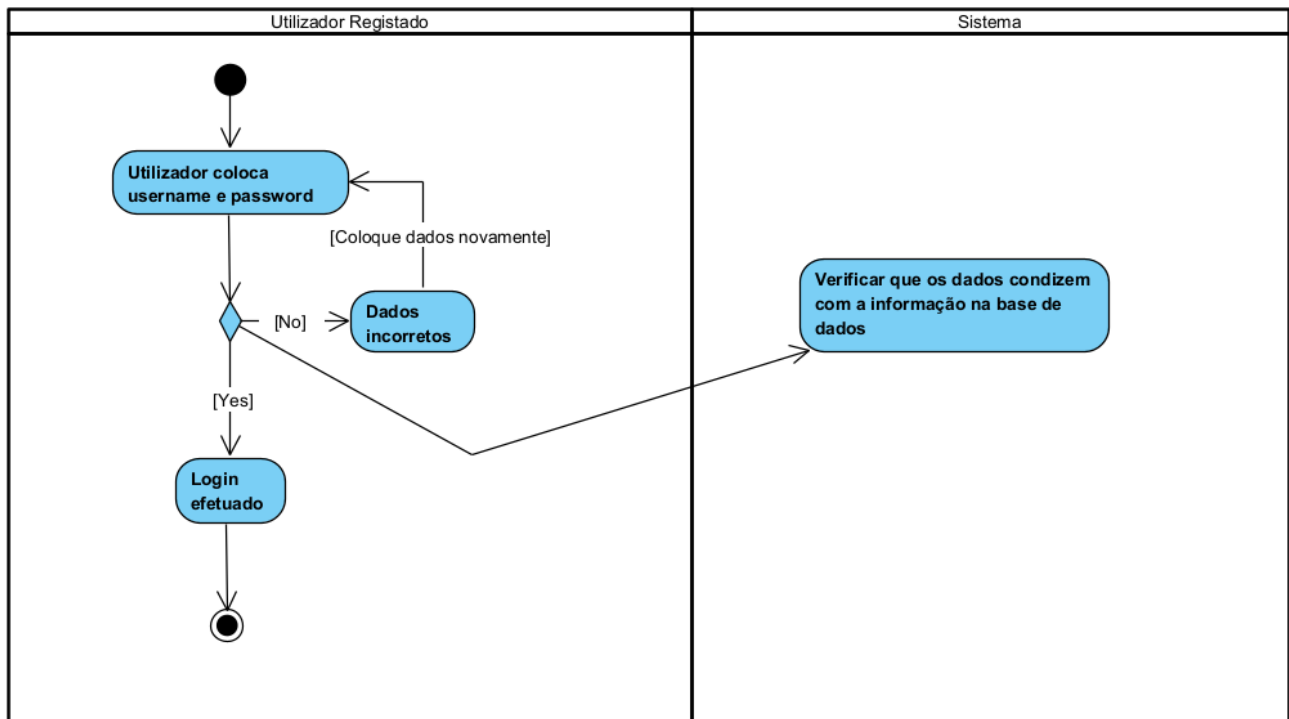 Utilizador Registado
Sistema
Utilizador coloca
username e password
[Coloque dados novamente]
Verificar que os dados condizem
com a informação na base de
dados
[No]
Dados
incorretos
[Yes]
Login
efetuado